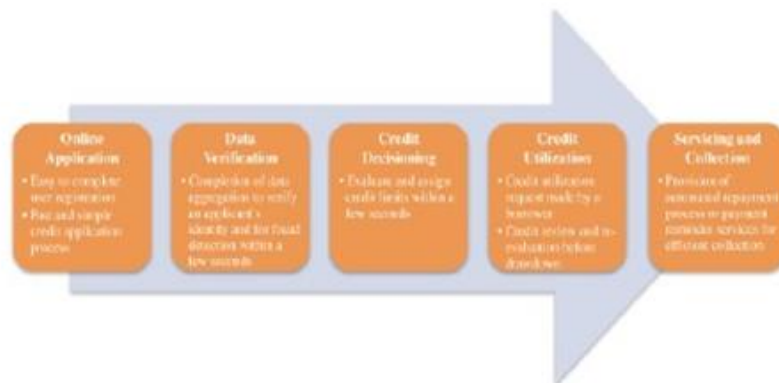 Online
Application
• Easy to complete
user registration
• Fast and simple
credit application
process
Data
Verification
• Completion of data
aggregation to verify
an applicant's
identity and for fraud
detection within a
few seconds
Credit
Decisioning
• Evaluate and assign
credit limits within a
few seconds
Credit
Utilization
• Credit utilization
request made by a
borrower
• Credit review and re-
evaluation before
drawdown
Servicing and
Collection
• Provision of
automated repayment
process or payment
reminder services for
efficient collection